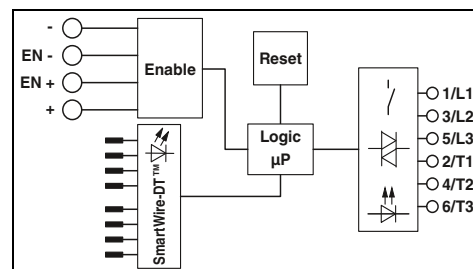 -
EN -
EN +
+
Enable
Reset
Logic
µP
SmartWire-DT™
1/L1
3/L2
5/L3
2/T1
4/T2
6/T3